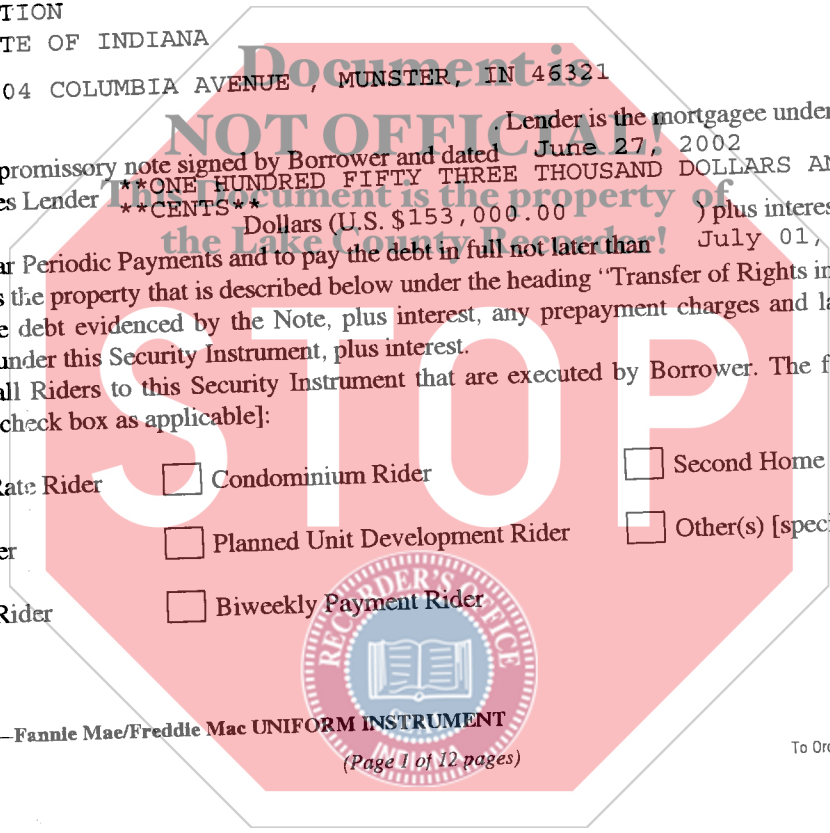 TION
TE OF INDIANA
Document is
04 COLUMBIA AVENUE , MUNSTER, IN 46321
NOT OFFICIAL!
. Lender is the mortgagee under
promissory note signed by Borrower and dated June 27, 2002
es Lender **ONE HUNDRED FIFTY THREE THOUSAND DOLLARS AN
This Document is the property of
**CENTS**
Dollars (U.S. $153,000.00 ) plus interes
the Lake County Recorder!
ar Periodic Payments and to pay the debt in full not later than July 01,
s the property that is described below under the heading “Transfer of Rights in
e debt evidenced by the Note, plus interest, any prepayment charges and la
under this Security Instrument, plus interest.
all Riders to this Security Instrument that are executed by Borrower. The f
check box as applicable]:
STOP
Rate Rider Condominium Rider Second Home
er Planned Unit Development Rider Other(s) [speci
Rider Biweekly Payment Rider
RECORDER'S OFFICE
INDIANA
—Fannie Mae/Freddie Mac UNIFORM INSTRUMENT
(Page 1 of 12 pages)
To Ord